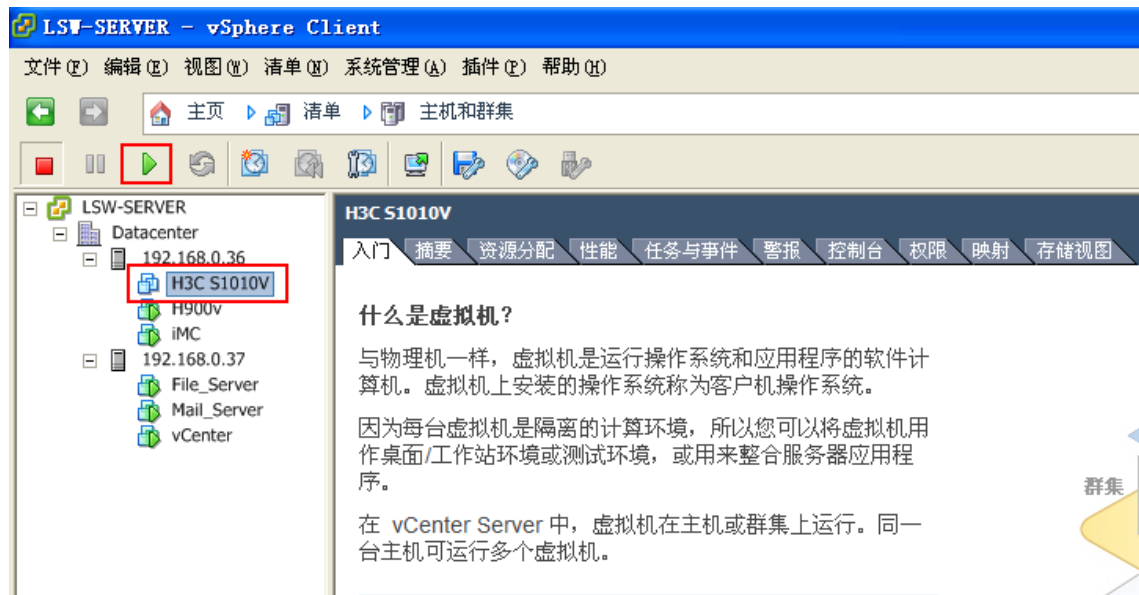 LSW-SERVER - vSphere Client
文件(F) 编辑(E) 视图(W) 清单(N) 系统管理(A) 插件(P) 帮助(H)
主页 清单 主机和群集
LSW-SERVER
Datacenter
192.168.0.36
H3C S1010V
H900v
iMC
192.168.0.37
File_Server
Mail_Server
vCenter
H3C S1010V
入门 摘要 资源分配 性能 任务与事件 警报 控制台 权限 映射 存储视图
什么是虚拟机?
与物理机一样，虚拟机是运行操作系统和应用程序的软件计
算机。虚拟机上安装的操作系统称为客户机操作系统。
因为每台虚拟机是隔离的计算环境，所以您可以将虚拟机用
作桌面/工作站环境或测试环境，或用来整合服务器应用程
序。
在 vCenter Server 中，虚拟机在主机或群集上运行。同一
台主机可运行多个虚拟机。
群集